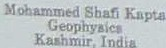 Mohammed Shafi Kapta
Geophysics
Kashmir, India